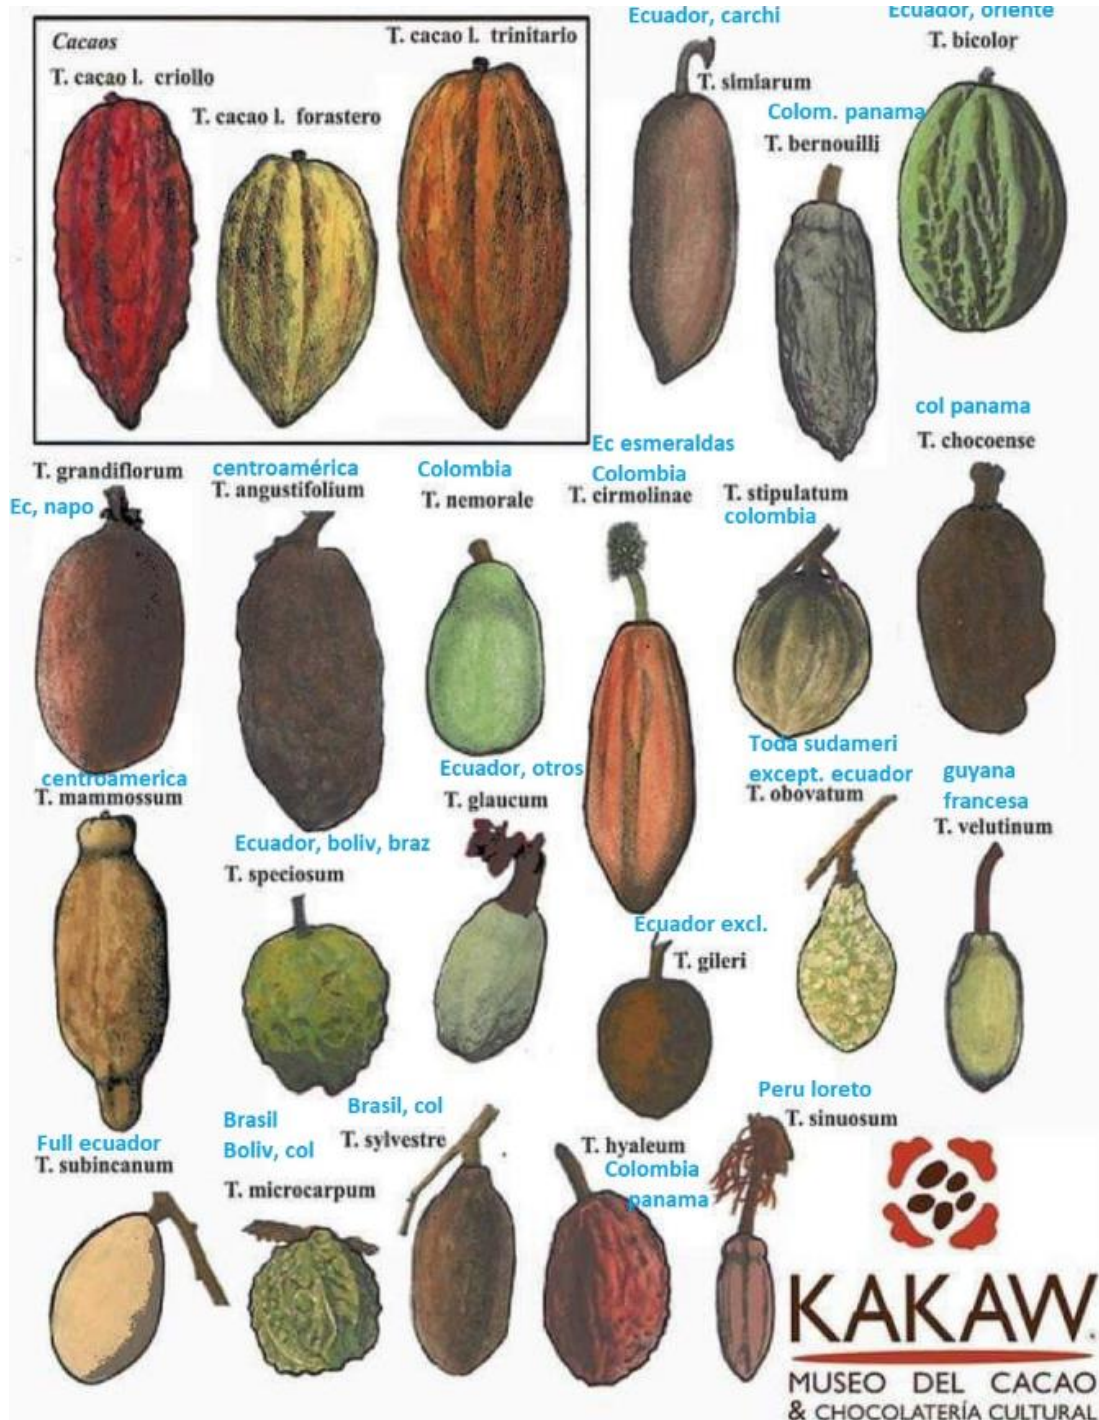 Cacaos
T. cacao l. criollo
T. cacao l. forastero
T. cacao l. trinitario
Ecuador, carchi
T. simiarum
Colom. panama
T. bernouilli
Ecuador, oriente
T. bicolor
T. grandiflorum
Ec, napo
centroamérica
T. angustifolium
Colombia
T. nemorale
Ec esmeraldas
Colombia
T. cirmolinae
T. stipulatum
colombia
col panama
T. chocoense
centroamerica
T. mammossum
Ecuador, boliv, braz
T. speciosum
Ecuador, otros
T. glaucum
Ecuador excl.
T. gileri
Toda sudameri
except. ecuador
T. obovatum
guyana
francesa
T. velutinum
Full ecuador
T. subincanum
Brasil
Boliv, col
T. microcarpum
Brasil, col
T. sylvestre
T. hyaleum
Colombia
panama
Peru loreto
T. sinuosum
KAKAW
MUSEO DEL CACAO
& CHOCOLATERÍA CULTURAL